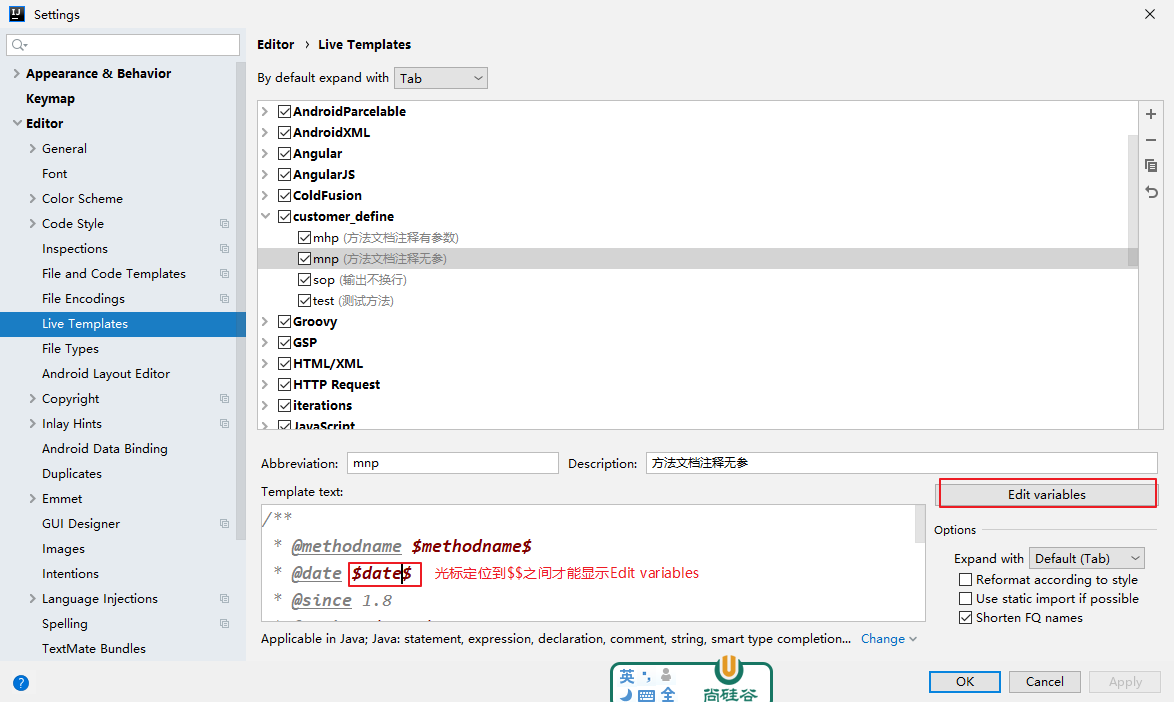 Settings
Appearance & Behavior
Keymap
Editor
General
Font
Color Scheme
Code Style
Inspections
File and Code Templates
File Encodings
Live Templates
File Types
Android Layout Editor
Copyright
Inlay Hints
Android Data Binding
Duplicates
Emmet
GUI Designer
Images
Intentions
Language Injections
Spelling
TextMate Bundles
Editor › Live Templates
By default expand with Tab
AndroidParcelable
AndroidXML
Angular
AngularJS
ColdFusion
customer_define
mhp (方法文档注释有参数)
mnp (方法文档注释无参)
sop (输出不换行)
test (测试方法)
Groovy
GSP
HTML/XML
HTTP Request
iterations
JavaScript
Abbreviation: mnp Description: 方法文档注释无参
Template text:
/**
* @methodname $methodname$
* @date $date$ 光标定位到$$之间才能显示Edit variables
* @since 1.8
Edit variables
Options
Expand with Default (Tab)
Reformat according to style
Use static import if possible
Shorten FQ names
Applicable in Java; Java: statement, expression, declaration, comment, string, smart type completion... Change
英
全
尚硅谷
? OK Cancel Apply